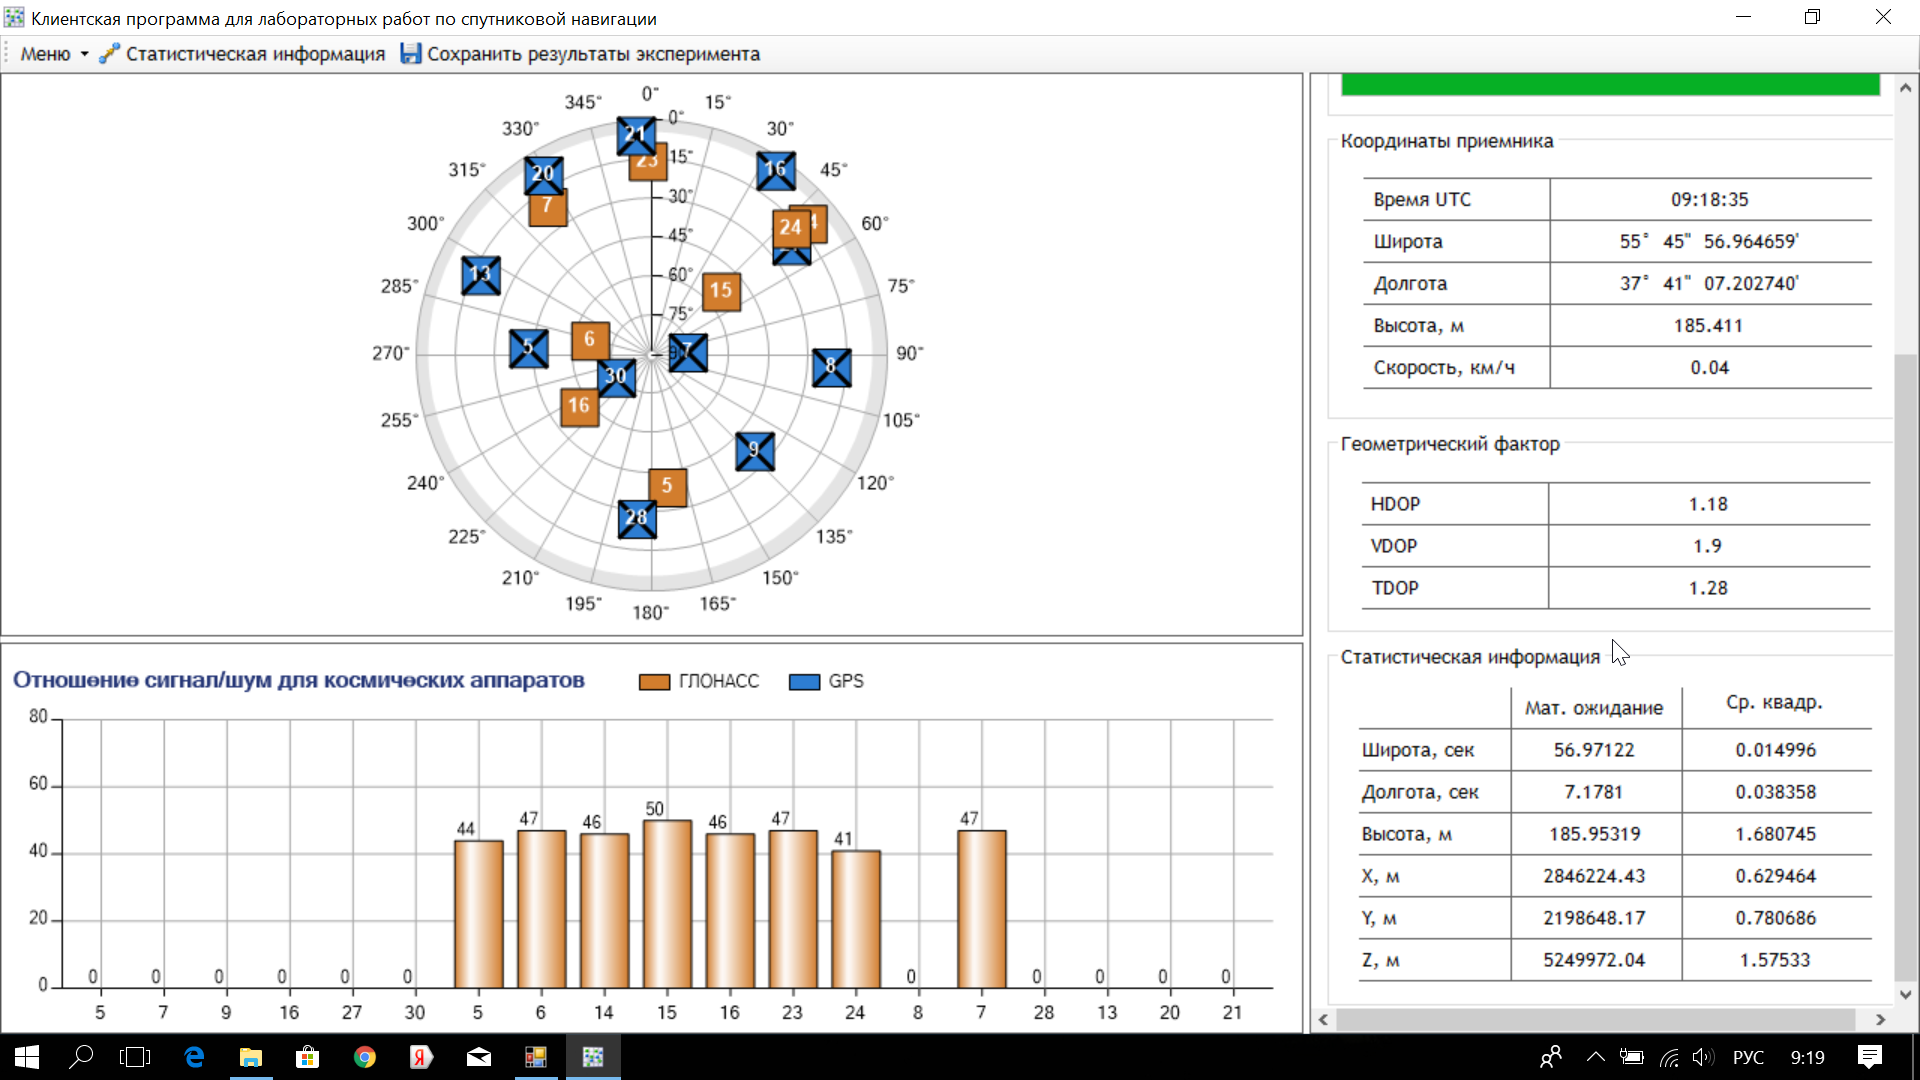 Клиентская программа для лабораторных работ по спутниковой навигации
Меню Статистическая информация Сохранить результаты эксперимента
0°
345° 15°
0°
330° 30°
21
15°
23
315° 20 16 45°
30°
7
300° 24 4 60°
45°
13 60°
285° 15 75°
75°
6
270° 5 90 7 90°
8
30
16
255° 105°
9
240° 5 120°
28
225° 135°
210° 150°
195° 165°
180°
Отношение сигнал/шум для космических аппаратов ГЛОНАСС GPS
80
60
40
20
0
0 0 0 0 0 0 44 47 46 50 46 47 41 0 47 0 0 0 0
5 7 9 16 27 30 5 6 14 15 16 23 24 8 7 28 13 20 21
Координаты приемника
Время UTC 09:18:35
Широта 55° 45" 56.964659'
Долгота 37° 41" 07.202740'
Высота, м 185.411
Скорость, км/ч 0.04
Геометрический фактор
HDOP 1.18
VDOP 1.9
TDOP 1.28
Статистическая информация
Мат. ожидание Ср. квадр.
Широта, сек 56.97122 0.014996
Долгота, сек 7.1781 0.038358
Высота, м 185.95319 1.680745
X, м 2846224.43 0.629464
Y, м 2198648.17 0.780686
Z, м 5249972.04 1.57533
Я РУС 9:19